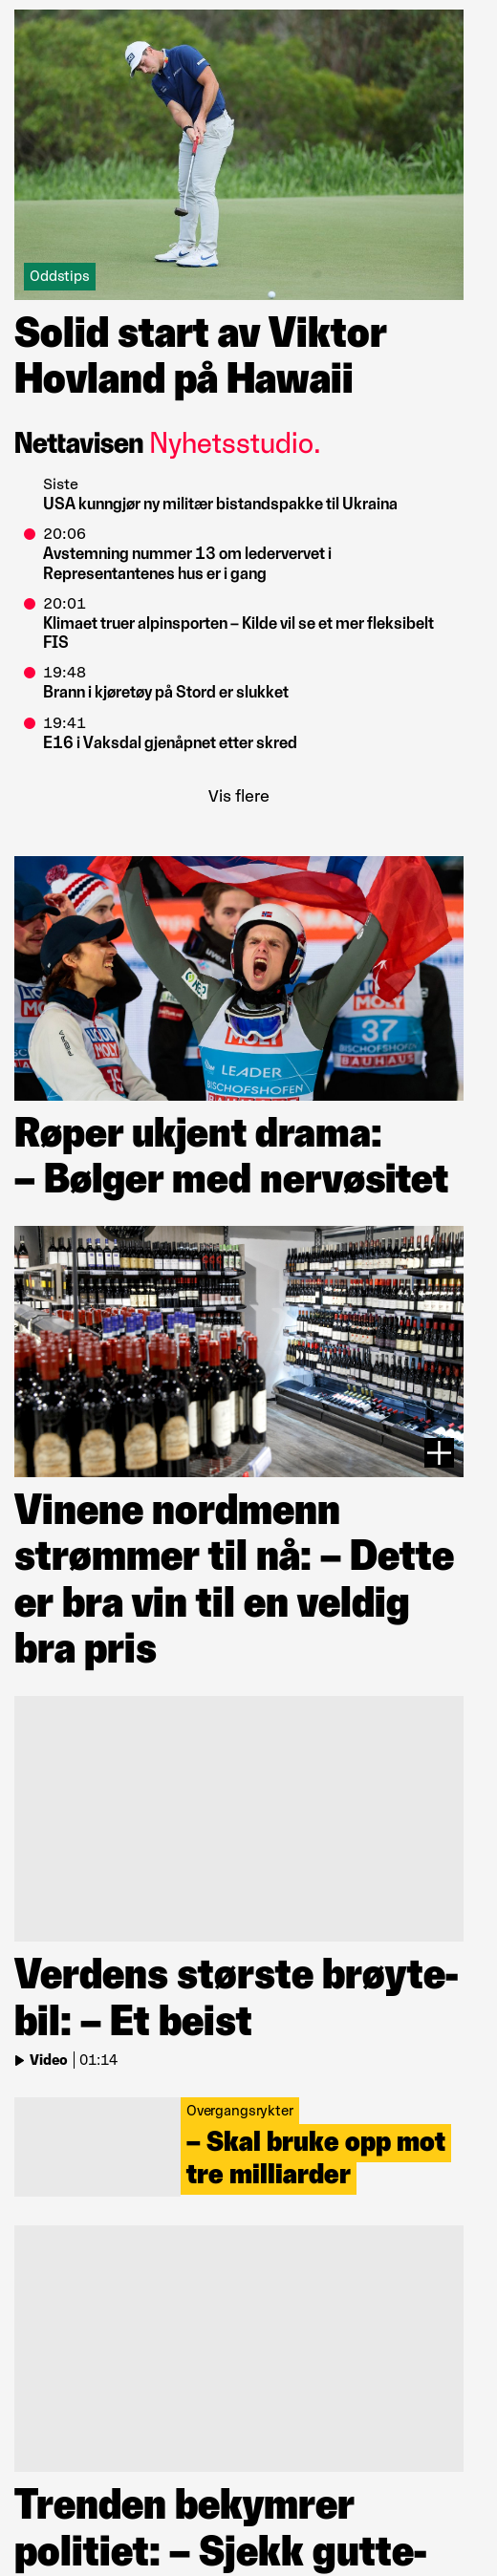 Oddstips
Solid start av Viktor
Hovland på Hawaii
Nettavisen Nyhetsstudio.
Siste
USA kunngjør ny militær bistandspakke til Ukraina
20:06
Avstemning nummer 13 om ledervervet i
Representantenes hus er i gang
20:01
Klimaet truer alpinsporten – Kilde vil se et mer fleksibelt
FIS
19:48
Brann i kjøretøy på Stord er slukket
19:41
E16 i Vaksdal gjenåpnet etter skred
Vis flere
37
BISCHOFSHOFEN
BAUHAUS
LEADER
BISCHOFSHOFEN
Røper ukjent drama:
– Bølger med nervøsitet
Vinene nordmenn
strømmer til nå: – Dette
er bra vin til en veldig
bra pris
Verdens største brøyte-
bil: – Et beist
Video | 01:14
Overgangsrykter
– Skal bruke opp mot
tre milliarder
Trenden bekymrer
politiet: – Sjekk gutte-